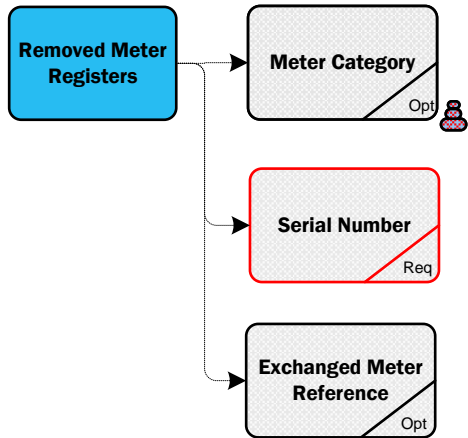 Removed Meter
Registers
Meter Category
Opt
Serial Number
Req
Exchanged Meter
Reference
Opt